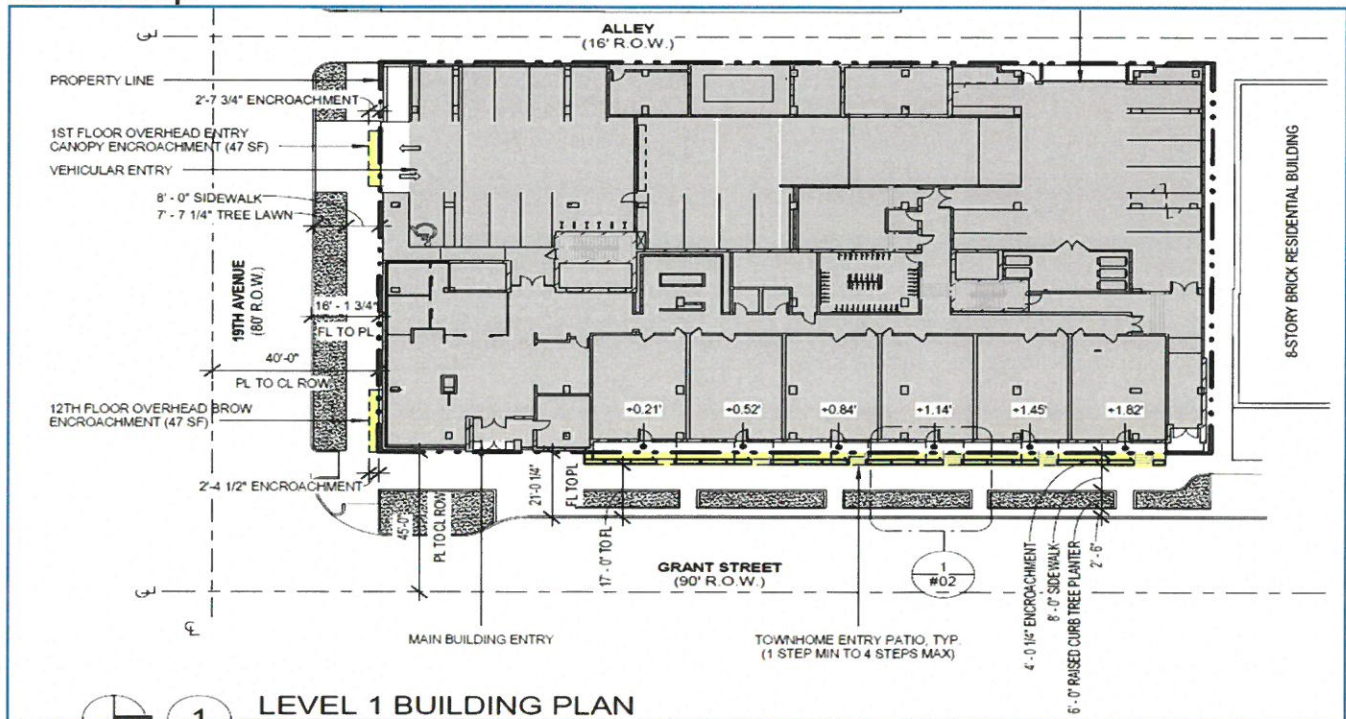 ALLEY
(16' R.O.W.)
PROPERTY LINE
2'-7 3/4" ENCROACHMENT
1ST FLOOR OVERHEAD ENTRY
CANOPY ENCROACHMENT (47 SF)
VEHICULAR ENTRY
8' - 0" SIDEWALK
7' - 7 1/4" TREE LAWN
19TH AVENUE
(80' R.O.W.)
16' - 1 3/4"
FL TO PL
40'-0"
PL TO CL ROW
12TH FLOOR OVERHEAD BROW
ENCROACHMENT (47 SF)
2'-4 1/2" ENCROACHMENT
8-STORY BRICK RESIDENTIAL BUILDING
+0.21'
+0.52'
+0.84'
+1.14'
+1.45'
+1.82'
45'-0"
PL TO CL ROW
21'-0 1/4"
FL TO PL
17' - 0" TO FL
GRANT STREET
(90' R.O.W.)
1
#02
4' - 0 1/4" ENCROACHMENT
8' - 0" SIDEWALK
6' - 0" RAISED CURB TREE PLANTER
2' - 6"
MAIN BUILDING ENTRY
TOWNHOME ENTRY PATIO, TYP.
(1 STEP MIN TO 4 STEPS MAX)
1
LEVEL 1 BUILDING PLAN